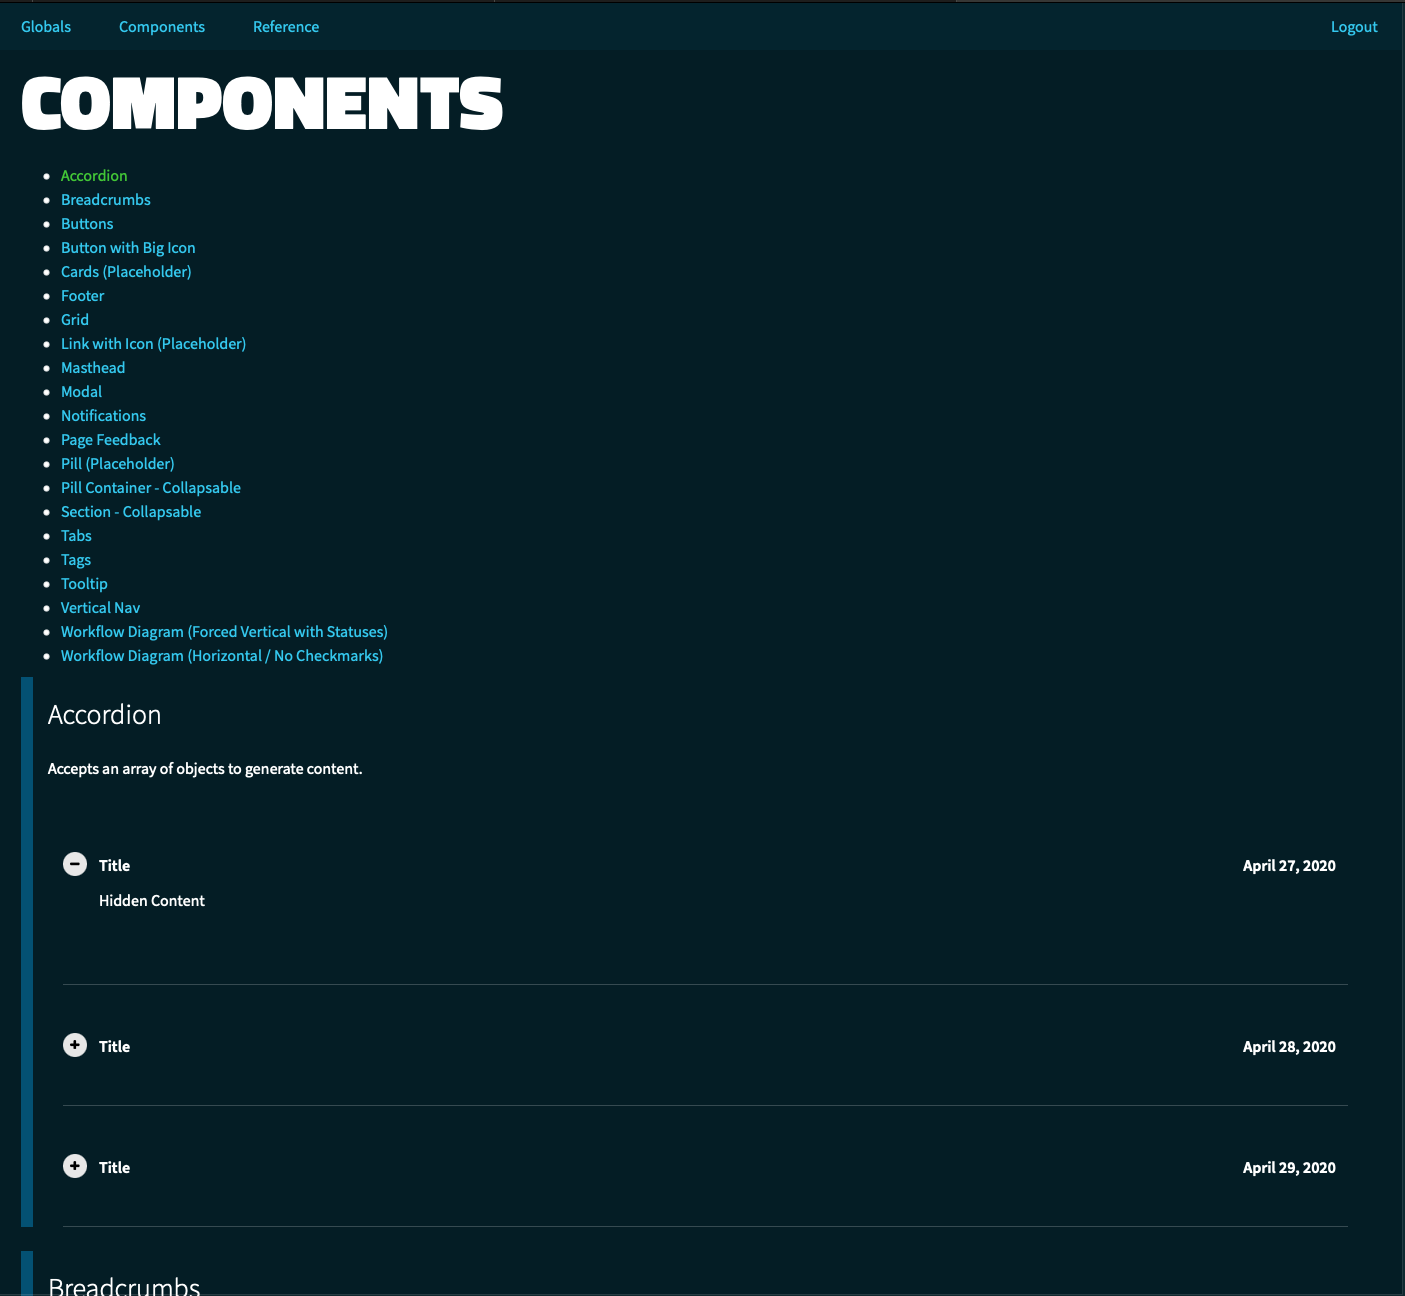 Globals Components Reference Logout
COMPONENTS
Accordion
Breadcrumbs
Buttons
Button with Big Icon
Cards (Placeholder)
Footer
Grid
Link with Icon (Placeholder)
Masthead
Modal
Notifications
Page Feedback
Pill (Placeholder)
Pill Container - Collapsable
Section - Collapsable
Tabs
Tags
Tooltip
Vertical Nav
Workflow Diagram (Forced Vertical with Statuses)
Workflow Diagram (Horizontal / No Checkmarks)
Accordion
Accepts an array of objects to generate content.
Title April 27, 2020
Hidden Content
Title April 28, 2020
Title April 29, 2020
Breadcrumbs